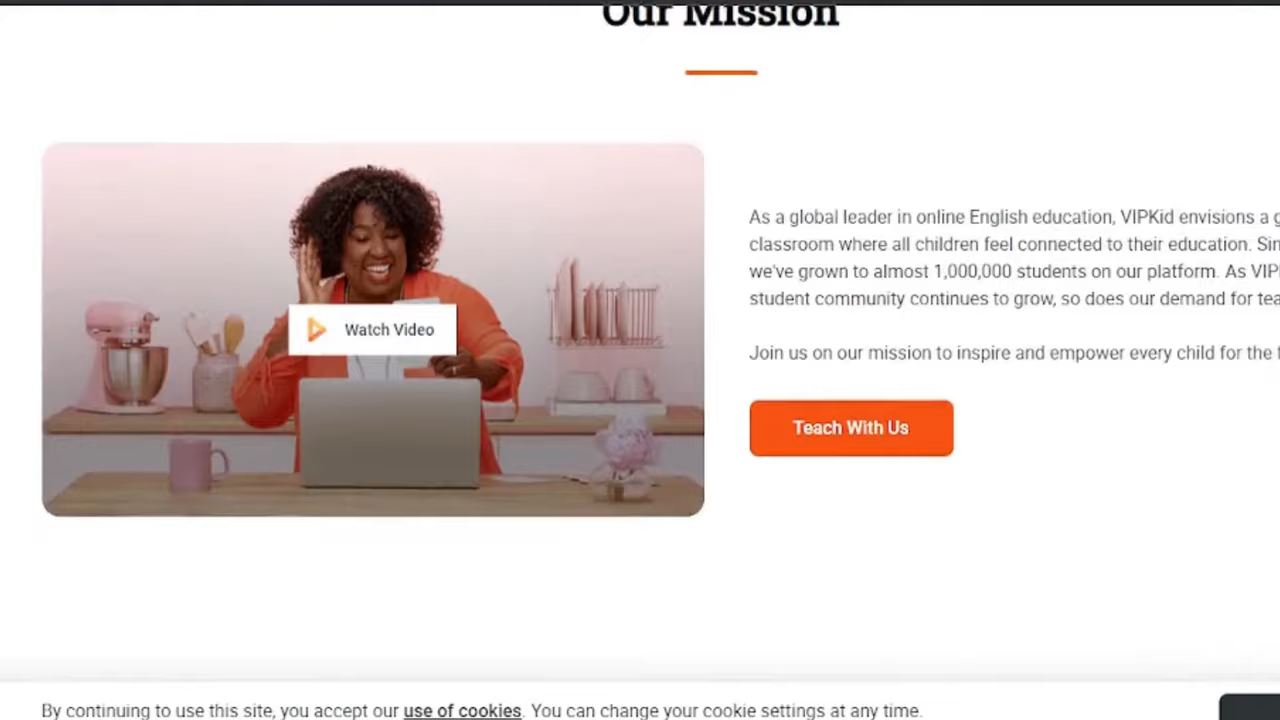 Our Mission
Watch Video
As a global leader in online English education, VIPKid envisions a
classroom where all children feel connected to their education.
we've grown to almost 1,000,000 students on our platform. As
student community continues to grow, so does our demand for
Join us on our mission to inspire and empower every child for the
Teach With Us
By continuing to use this site, you accept our use of cookies. You can change your cookie settings at any time.